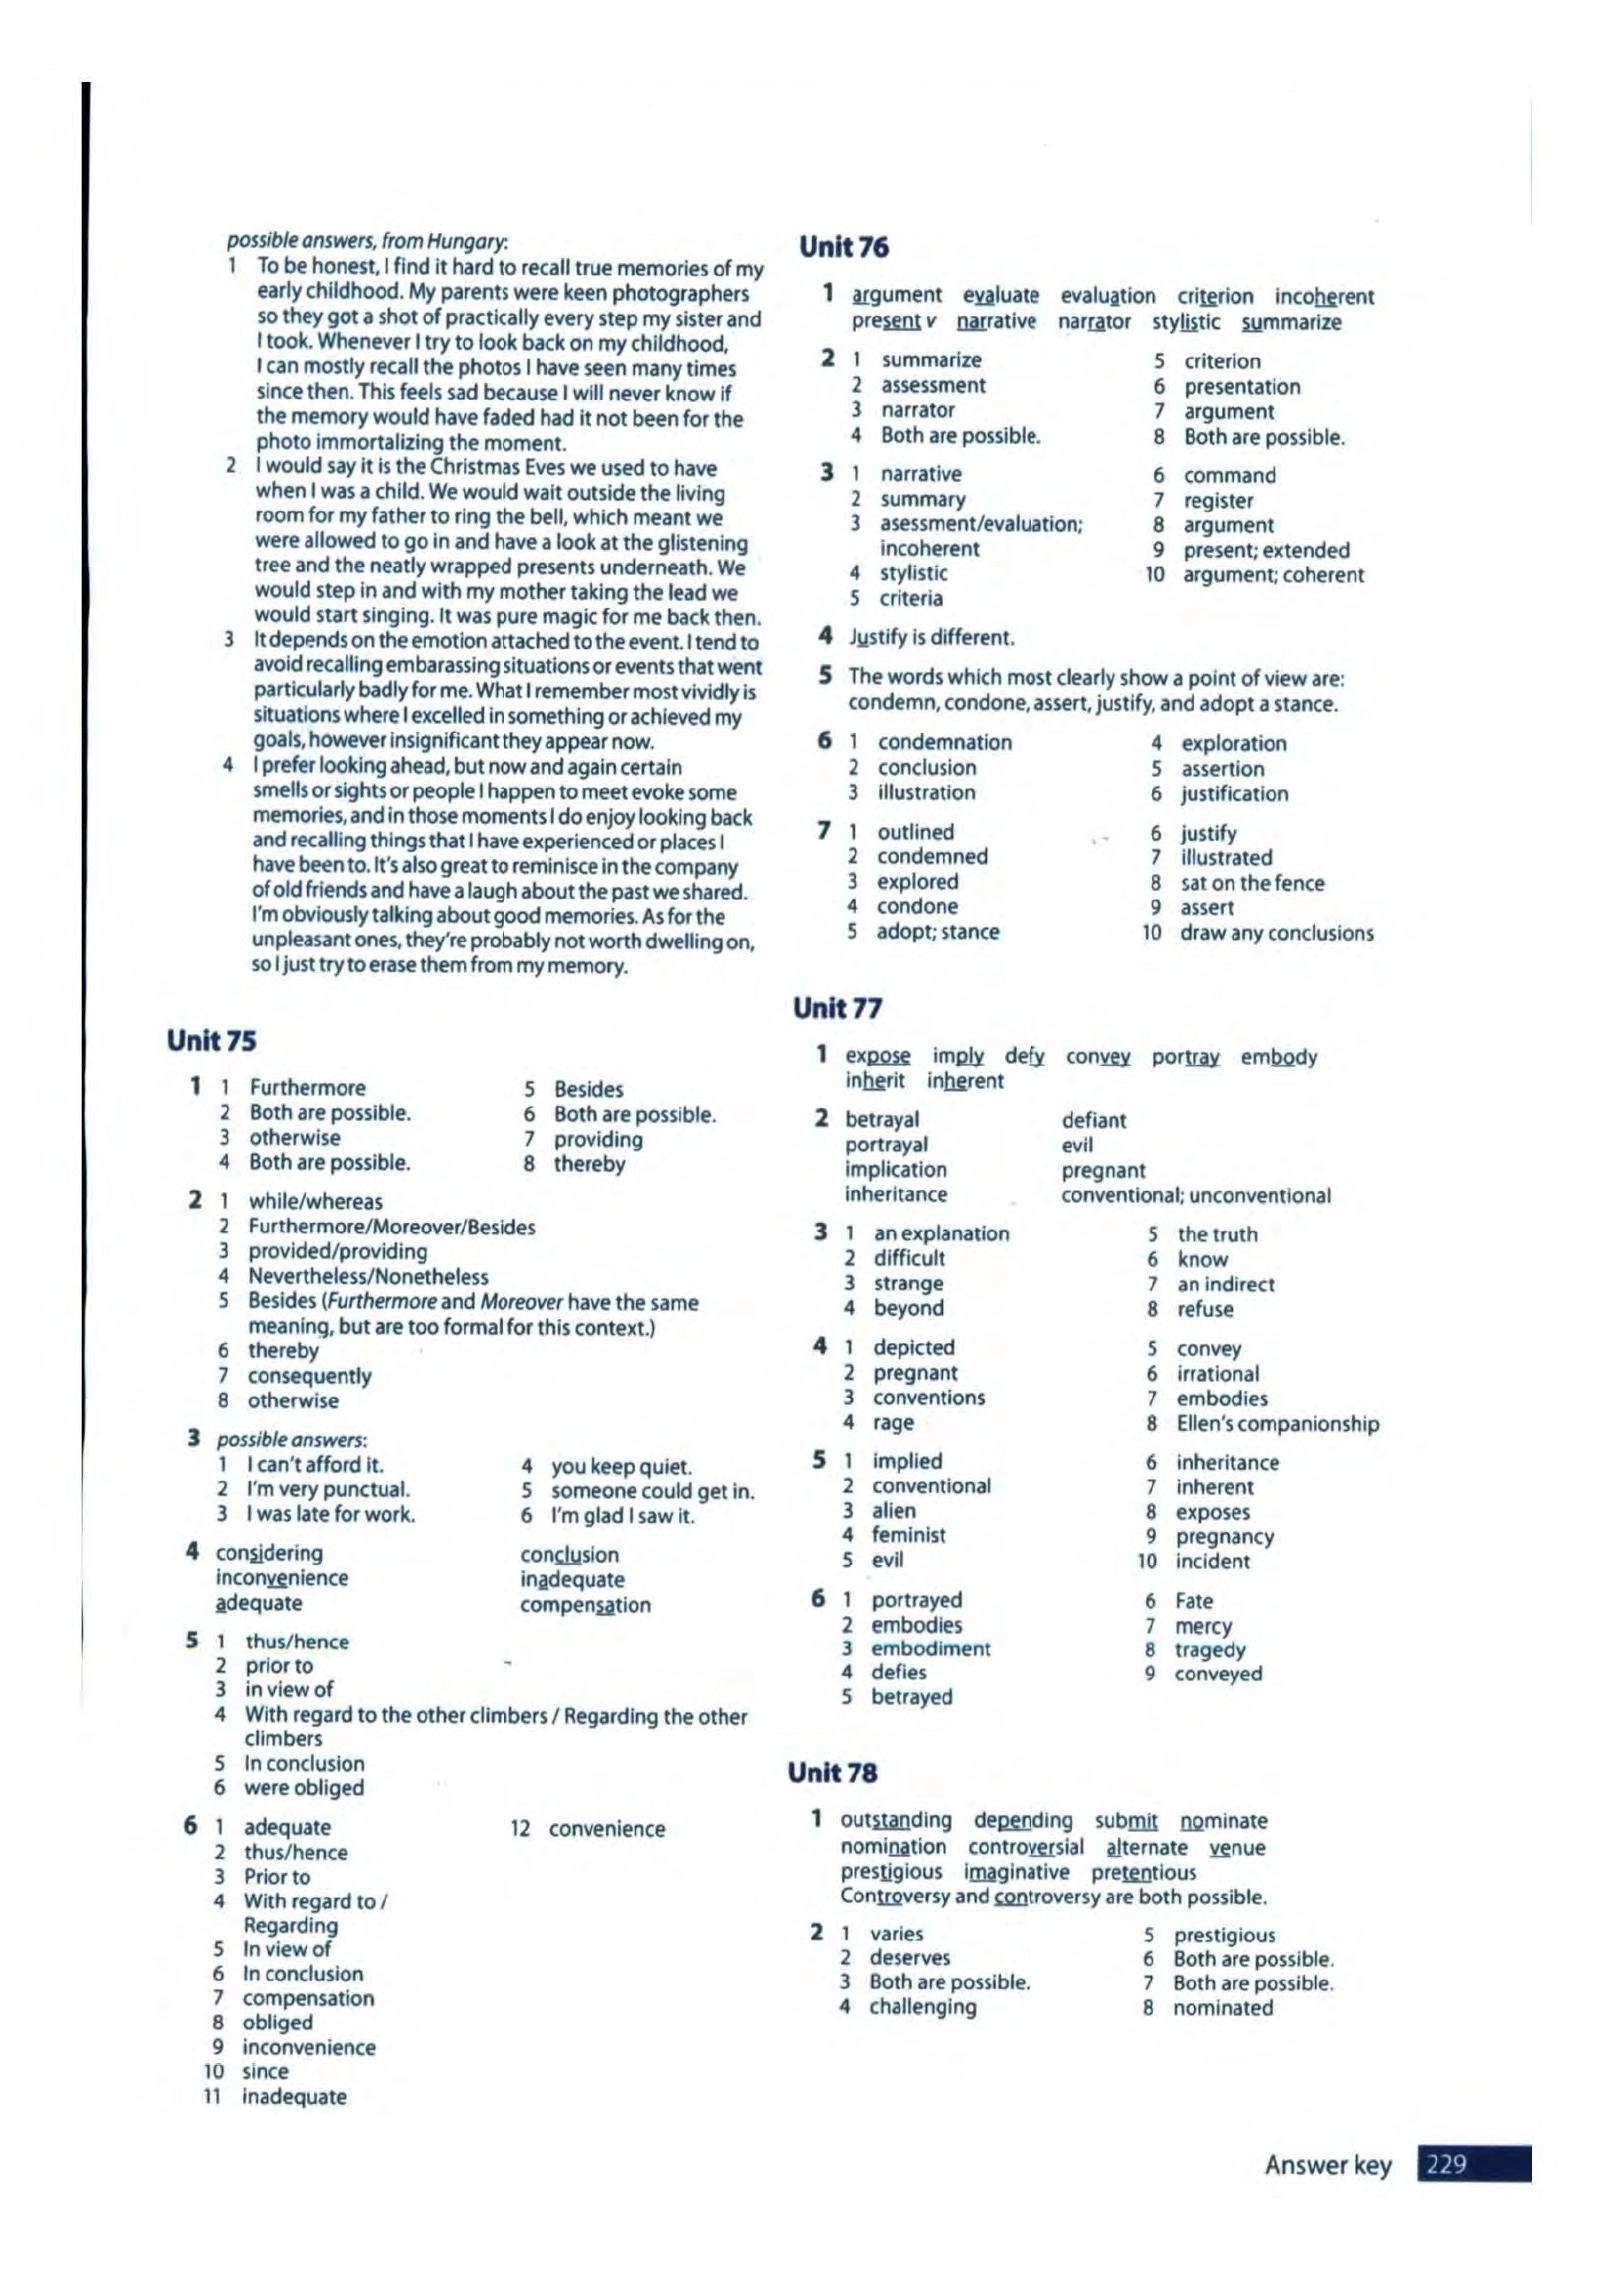 possible answers, from Hungary:
1 To be honest, I find it hard to recall true memories of my
early childhood. My parents were keen photographers
so they got a shot of practically every step my sister and
I took. Whenever I try to look back on my childhood,
I can mostly recall the photos I have seen many times
since then. This feels sad because I will never know if
the memory would have faded had it not been for the
photo immortalizing the moment.
2 I would say it is the Christmas Eves we used to have
when I was a child. We would wait outside the living
room for my father to ring the bell, which meant we
were allowed to go in and have a look at the glistening
tree and the neatly wrapped presents underneath. We
would step in and with my mother taking the lead we
would start singing. It was pure magic for me back then.
3 It depends on the emotion attached to the event. I tend to
avoid recalling embarassing situations or events that went
particularly badly for me. What I remember most vividly is
situations where I excelled in something or achieved my
goals, however insignificant they appear now.
4 I prefer looking ahead, but now and again certain
smells or sights or people I happen to meet evoke some
memories, and in those moments I do enjoy looking back
and recalling things that I have experienced or places I
have been to. It's also great to reminisce in the company
of old friends and have a laugh about the past we shared.
I'm obviously talking about good memories. As for the
unpleasant ones, they're probably not worth dwelling on,
so I just try to erase them from my memory.
Unit 75
1 1 Furthermore
2 Both are possible.
3 otherwise
4 Both are possible.
5 Besides
6 Both are possible.
7 providing
8 thereby
2 1 while/whereas
2 Furthermore/Moreover/Besides
3 provided/providing
4 Nevertheless/Nonetheless
5 Besides (Furthermore and Moreover have the same
meaning, but are too formal for this context.)
6 thereby
7 consequently
8 otherwise
3 possible answers:
1 I can't afford it.
2 I'm very punctual.
3 I was late for work.
4 you keep quiet.
5 someone could get in.
6 I'm glad I saw it.
4 considering
inconvenience
adequate
conclusion
inadequate
compensation
5 1 thus/hence
2 prior to
3 in view of
4 With regard to the other climbers / Regarding the other
climbers
5 In conclusion
6 were obliged
6 1 adequate
2 thus/hence
3 Prior to
4 With regard to /
Regarding
5 In view of
6 In conclusion
7 compensation
8 obliged
9 inconvenience
10 since
11 inadequate
12 convenience
Unit 76
1 argument evaluate evaluation criterion incoherent
present v narrative narrator stylistic summarize
2 1 summarize
2 assessment
3 narrator
4 Both are possible.
5 criterion
6 presentation
7 argument
8 Both are possible.
3 1 narrative
2 summary
3 asessment/evaluation;
incoherent
4 stylistic
5 criteria
6 command
7 register
8 argument
9 present; extended
10 argument; coherent
4 Justify is different.
5 The words which most clearly show a point of view are:
condemn, condone, assert, justify, and adopt a stance.
6 1 condemnation
2 conclusion
3 illustration
4 exploration
5 assertion
6 justification
7 1 outlined
2 condemned
3 explored
4 condone
5 adopt; stance
6 justify
7 illustrated
8 sat on the fence
9 assert
10 draw any conclusions
Unit 77
1 expose imply defy convey portray embody
inherit inherent
2 betrayal
portrayal
implication
inheritance
defiant
evil
pregnant
conventional; unconventional
3 1 an explanation
2 difficult
3 strange
4 beyond
5 the truth
6 know
7 an indirect
8 refuse
4 1 depicted
2 pregnant
3 conventions
4 rage
5 convey
6 irrational
7 embodies
8 Ellen's companionship
5 1 implied
2 conventional
3 alien
4 feminist
5 evil
6 inheritance
7 inherent
8 exposes
9 pregnancy
10 incident
6 1 portrayed
2 embodies
3 embodiment
4 defies
5 betrayed
6 Fate
7 mercy
8 tragedy
9 conveyed
Unit 78
1 outstanding depending submit nominate
nomination controversial alternate venue
prestigious imaginative pretentious
Controversy and controversy are both possible.
2 1 varies
2 deserves
3 Both are possible.
4 challenging
5 prestigious
6 Both are possible.
7 Both are possible.
8 nominated
Answer key 229